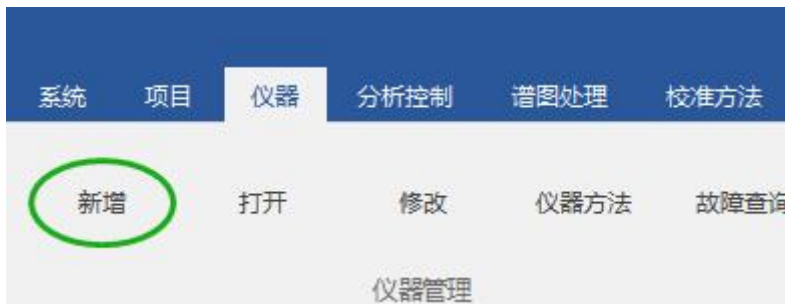 系统 项目 仪器 分析控制 谱图处理 校准方法
新增 打开 修改 仪器方法 故障查询
仪器管理